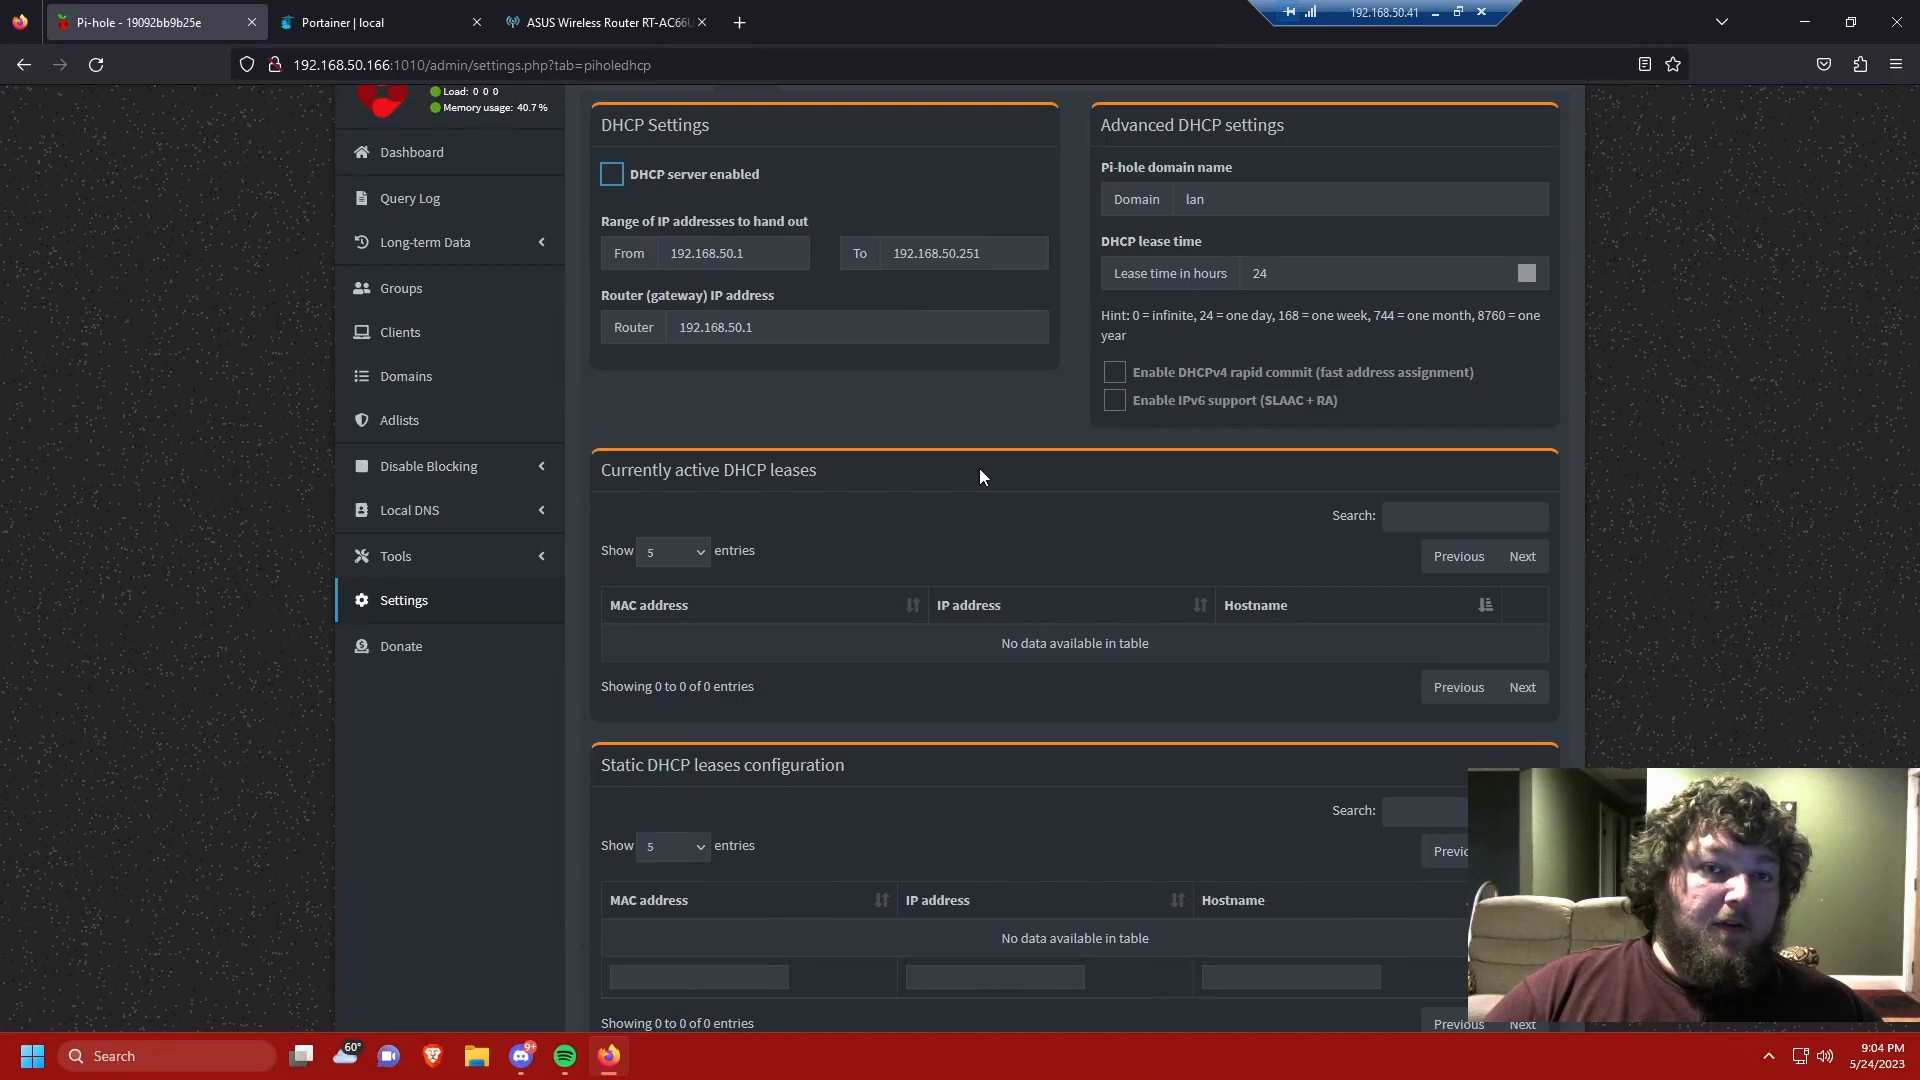 Pi-hole - 19092bb9b25e
Portainer | local
ASUS Wireless Router RT-AC66U
192.168.50.41
192.168.50.166:1010/admin/settings.php?tab=piholedhcp
Load: 0 0 0
Memory usage: 40.7 %
Dashboard
Query Log
Long-term Data
Groups
Clients
Domains
Adlists
Disable Blocking
Local DNS
Tools
Settings
Donate
DHCP Settings
DHCP server enabled
Range of IP addresses to hand out
From 192.168.50.1 To 192.168.50.251
Router (gateway) IP address
Router 192.168.50.1
Advanced DHCP settings
Pi-hole domain name
Domain lan
DHCP lease time
Lease time in hours 24
Hint: 0 = infinite, 24 = one day, 168 = one week, 744 = one month, 8760 = one
year
Enable DHCPv4 rapid commit (fast address assignment)
Enable IPv6 support (SLAAC + RA)
Currently active DHCP leases
Search:
Show 5 entries
Previous Next
MAC address IP address Hostname
No data available in table
Showing 0 to 0 of 0 entries
Previous Next
Static DHCP leases configuration
Search:
Show 5 entries
Previo
MAC address IP address Hostname
No data available in table
Showing 0 to 0 of 0 entries
Previous Next
Search
60°
9+
9:04 PM
5/24/2023